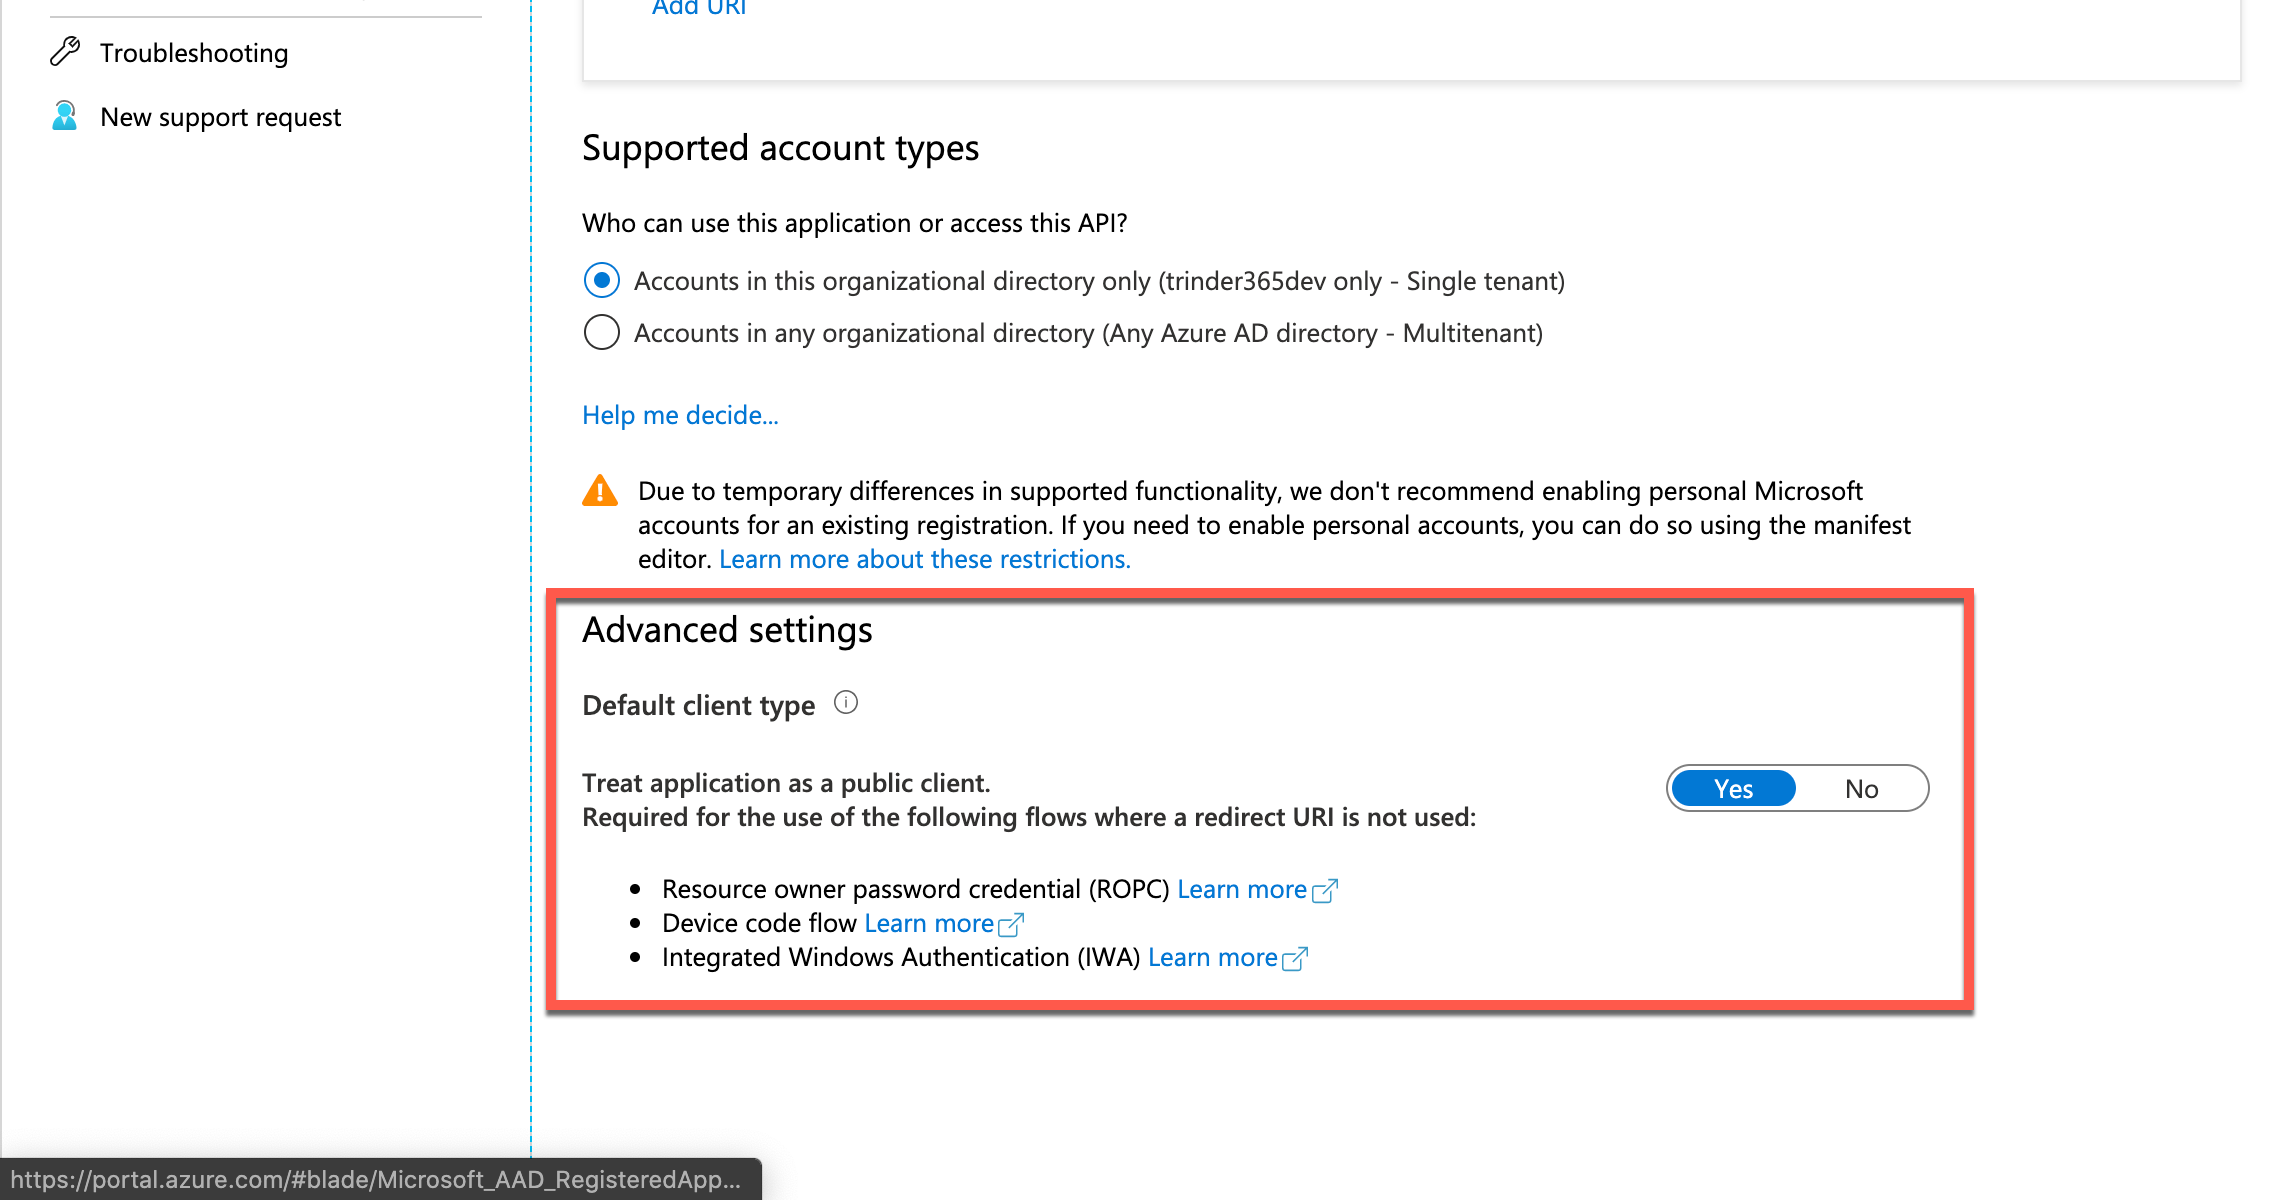 Add URI
Troubleshooting
New support request
Supported account types
Who can use this application or access this API?
Accounts in this organizational directory only (trinder365dev only - Single tenant)
Accounts in any organizational directory (Any Azure AD directory - Multitenant)
Help me decide...
Due to temporary differences in supported functionality, we don't recommend enabling personal Microsoft
accounts for an existing registration. If you need to enable personal accounts, you can do so using the manifest
editor. Learn more about these restrictions.
Advanced settings
Default client type
Treat application as a public client.
Required for the use of the following flows where a redirect URI is not used:
Yes No
• Resource owner password credential (ROPC) Learn more
• Device code flow Learn more
• Integrated Windows Authentication (IWA) Learn more
https://portal.azure.com/#blade/Microsoft_AAD_RegisteredApp...